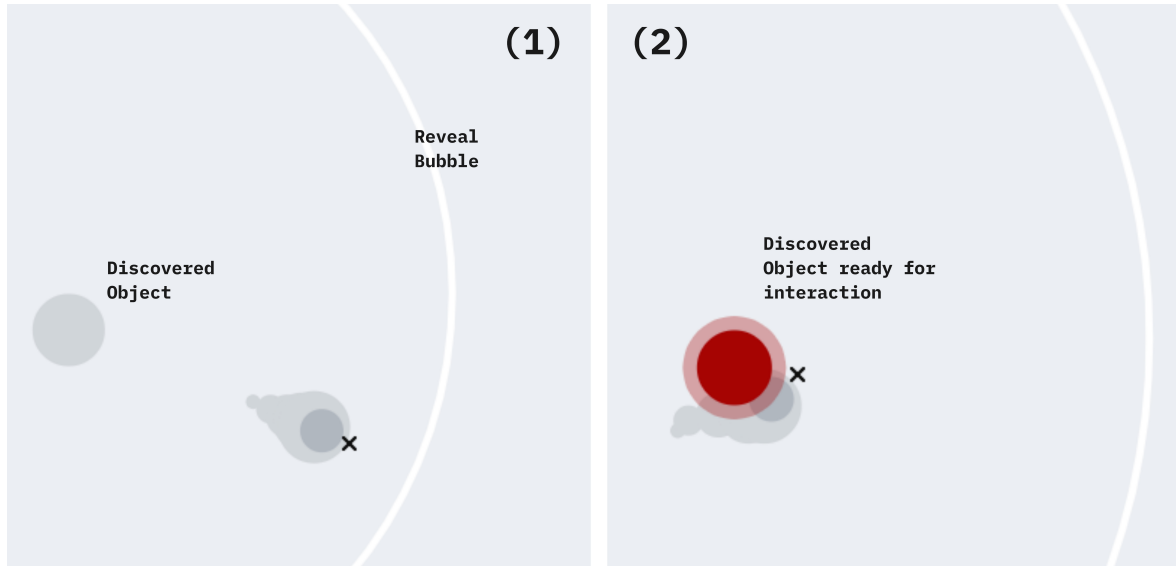 (1)
Reveal
Bubble
Discovered
Object
(2)
Discovered
Object ready for
interaction